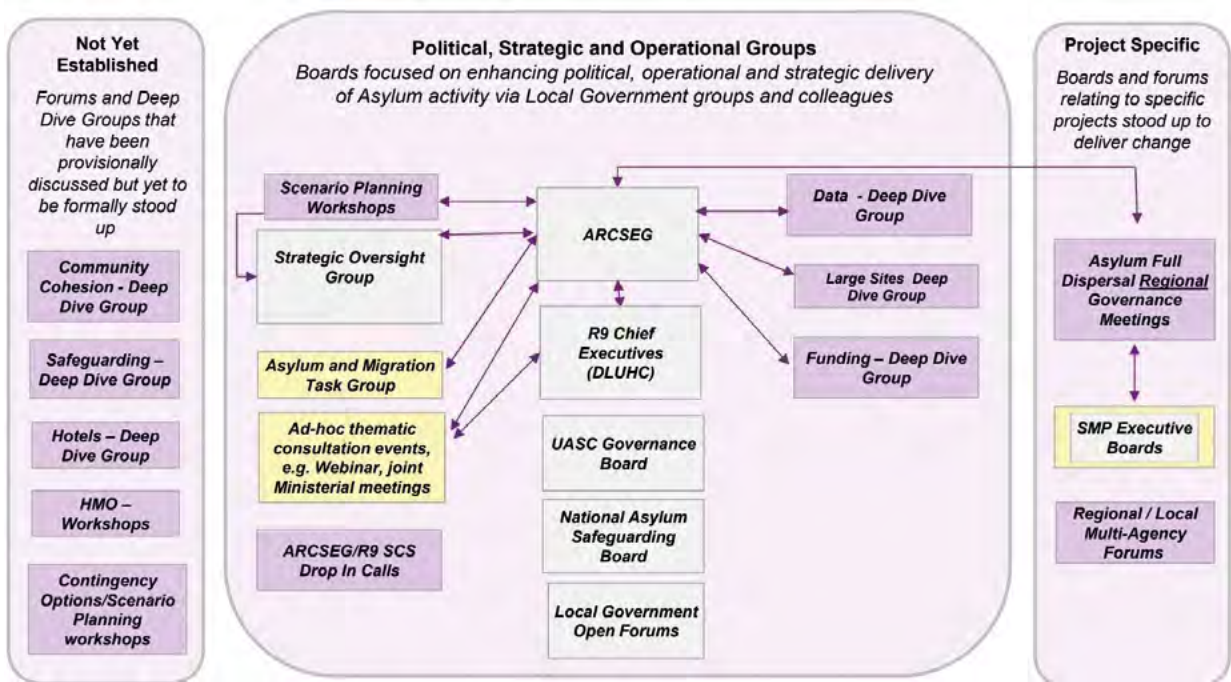 Not Yet
Established
Forums and Deep
Dive Groups that
have been
provisionally
discussed but yet to
be formally stood
up
Community
Cohesion - Deep
Dive Group
Safeguarding –
Deep Dive Group
Hotels – Deep
Dive Group
HMO –
Workshops
Contingency
Options/Scenario
Planning
workshops
Political, Strategic and Operational Groups
Boards focused on enhancing political, operational and strategic delivery
of Asylum activity via Local Government groups and colleagues
Scenario Planning
Workshops
Strategic Oversight
Group
Asylum and Migration
Task Group
Ad-hoc thematic
consultation events,
e.g. Webinar, joint
Ministerial meetings
ARCSEG/R9 SCS
Drop In Calls
ARCSEG
R9 Chief
Executives
(DLUHC)
UASC Governance
Board
National Asylum
Safeguarding
Board
Local Government
Open Forums
Data - Deep Dive
Group
Large Sites Deep
Dive Group
Funding – Deep Dive
Group
Project Specific
Boards and forums
relating to specific
projects stood up to
deliver change
Asylum Full
Dispersal Regional
Governance
Meetings
SMP Executive
Boards
Regional / Local
Multi-Agency
Forums